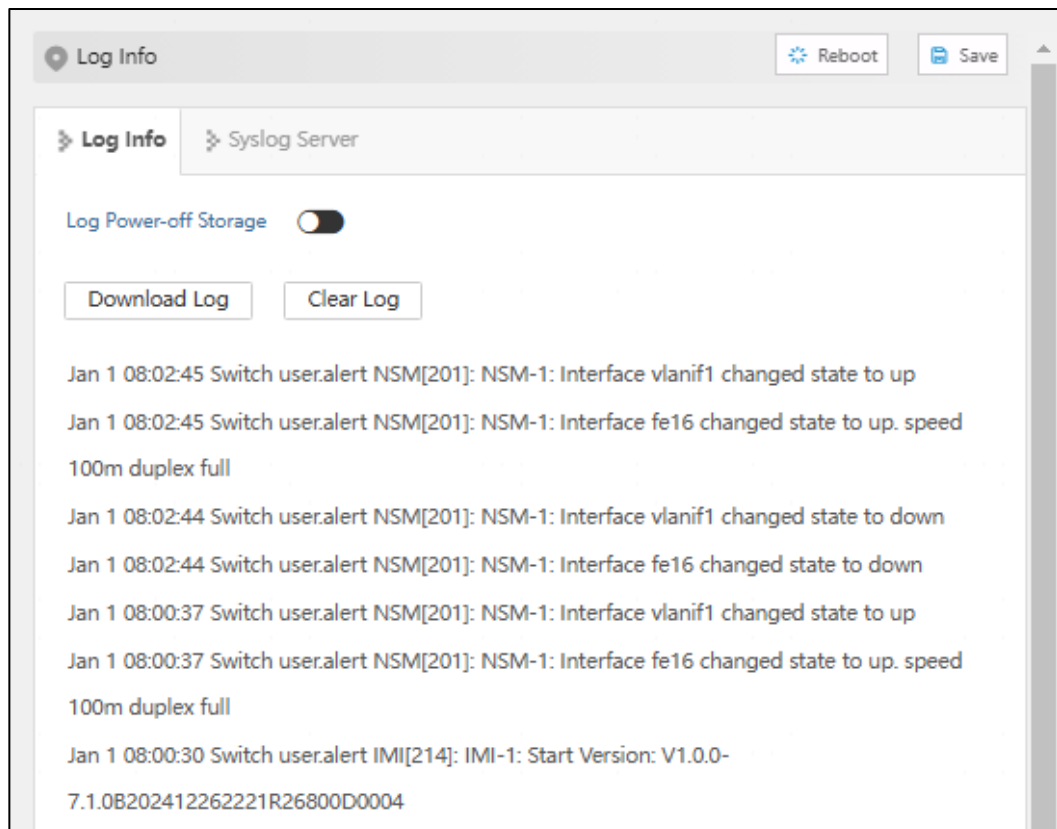 Log Info
Reboot
Save
Log Info
Syslog Server
Log Power-off Storage
Download Log
Clear Log
Jan 1 08:02:45 Switch user.alert NSM[201]: NSM-1: Interface vlanif1 changed state to up
Jan 1 08:02:45 Switch user.alert NSM[201]: NSM-1: Interface fe16 changed state to up. speed
100m duplex full
Jan 1 08:02:44 Switch user.alert NSM[201]: NSM-1: Interface vlanif1 changed state to down
Jan 1 08:02:44 Switch user.alert NSM[201]: NSM-1: Interface fe16 changed state to down
Jan 1 08:00:37 Switch user.alert NSM[201]: NSM-1: Interface vlanif1 changed state to up
Jan 1 08:00:37 Switch user.alert NSM[201]: NSM-1: Interface fe16 changed state to up. speed
100m duplex full
Jan 1 08:00:30 Switch user.alert IMI[214]: IMI-1: Start Version: V1.0.0-
7.1.0B202412262221R26800D0004